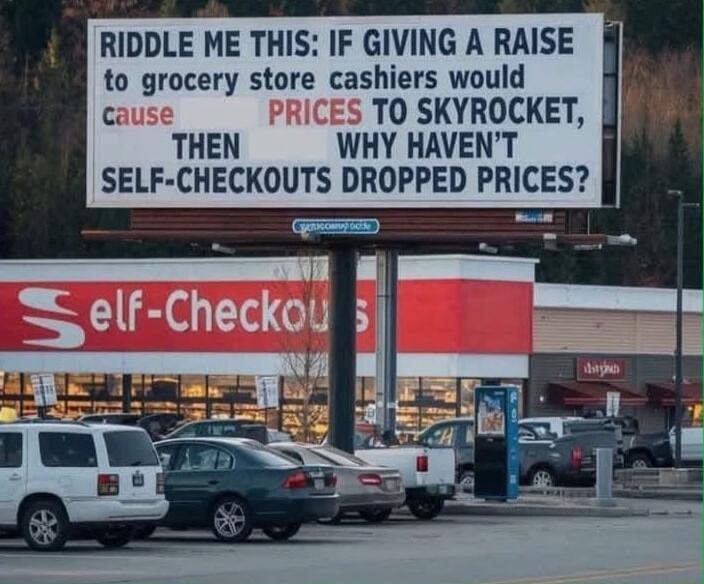 RIDDLE ME THIS: IF GIVING A RAISE
to grocery store cashiers would
cause PRICES TO SKYROCKET,
THEN WHY HAVEN'T
SELF-CHECKOUTS DROPPED PRICES?
Self-Checkouts